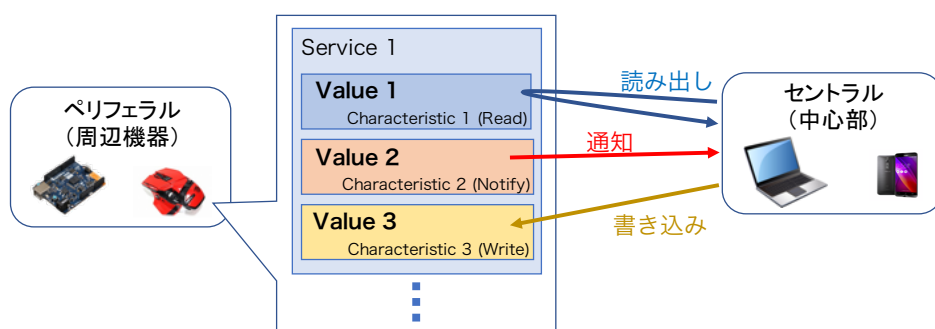 ペリフェラル
（周辺機器）
Service 1
Value 1
Characteristic 1 (Read)
Value 2
Characteristic 2 (Notify)
Value 3
Characteristic 3 (Write)
読み出し
通知
書き込み
セントラル
（中心部）